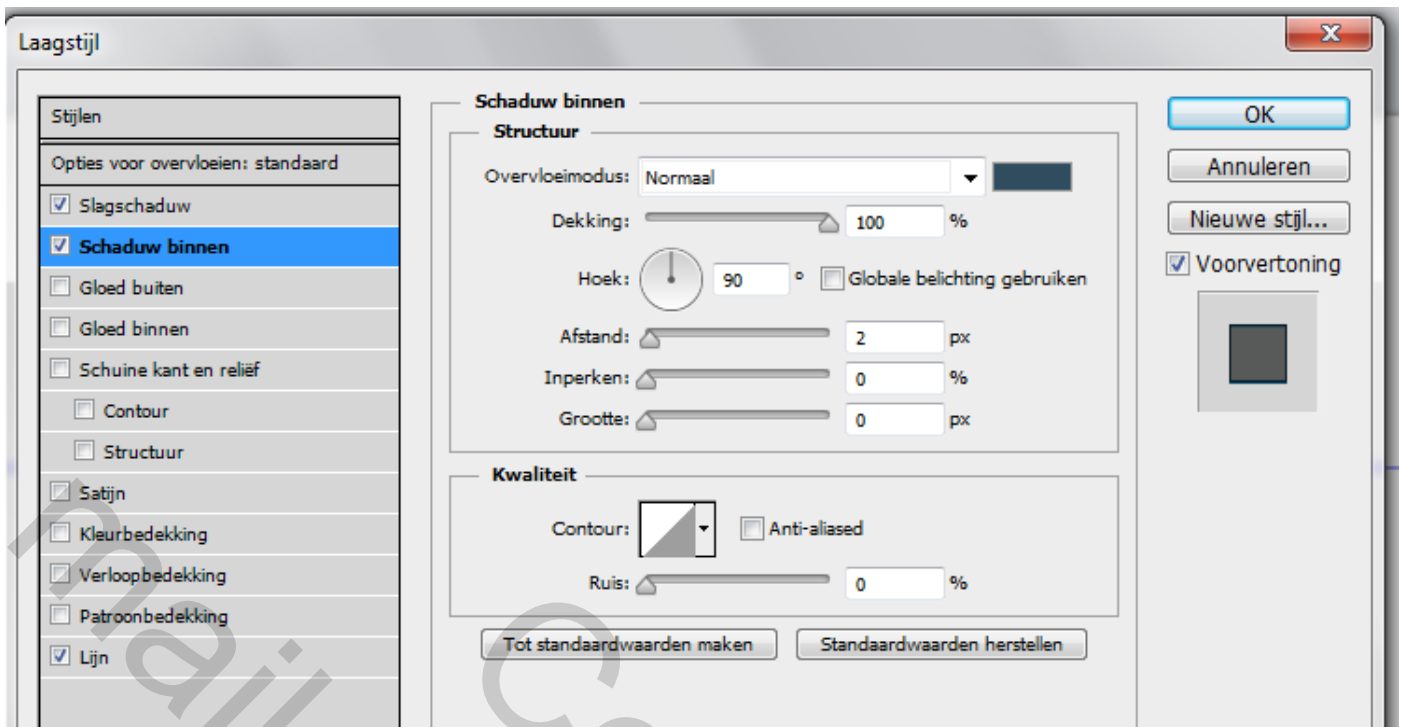 Laagstijl
Stijlen
Opties voor overvloeien: standaard
Slagschaduw
Schaduw binnen
Gloed buiten
Gloed binnen
Schuine kant en reliëf
Contour
Structuur
Satijn
Kleurbedekking
Verloopbedekking
Patroonbedekking
Lijn
Schaduw binnen
Structuur
Overvloeimodus: Normaal
Dekking: 100 %
Hoek: 90 ° Globale belichting gebruiken
Afstand: 2 px
Inperken: 0 %
Grootte: 0 px
Kwaliteit
Contour: Anti-aliased
Ruis: 0 %
Tot standaardwaarden maken Standaardwaarden herstellen
OK
Annuleren
Nieuwe stijl...
Voorvertoning